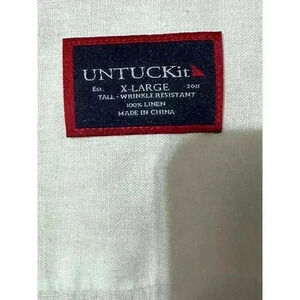 UNTUCKit
Est. X-LARGE 2011
TALL - WRINKLE RESISTANT
100% LINEN
MADE IN CHINA